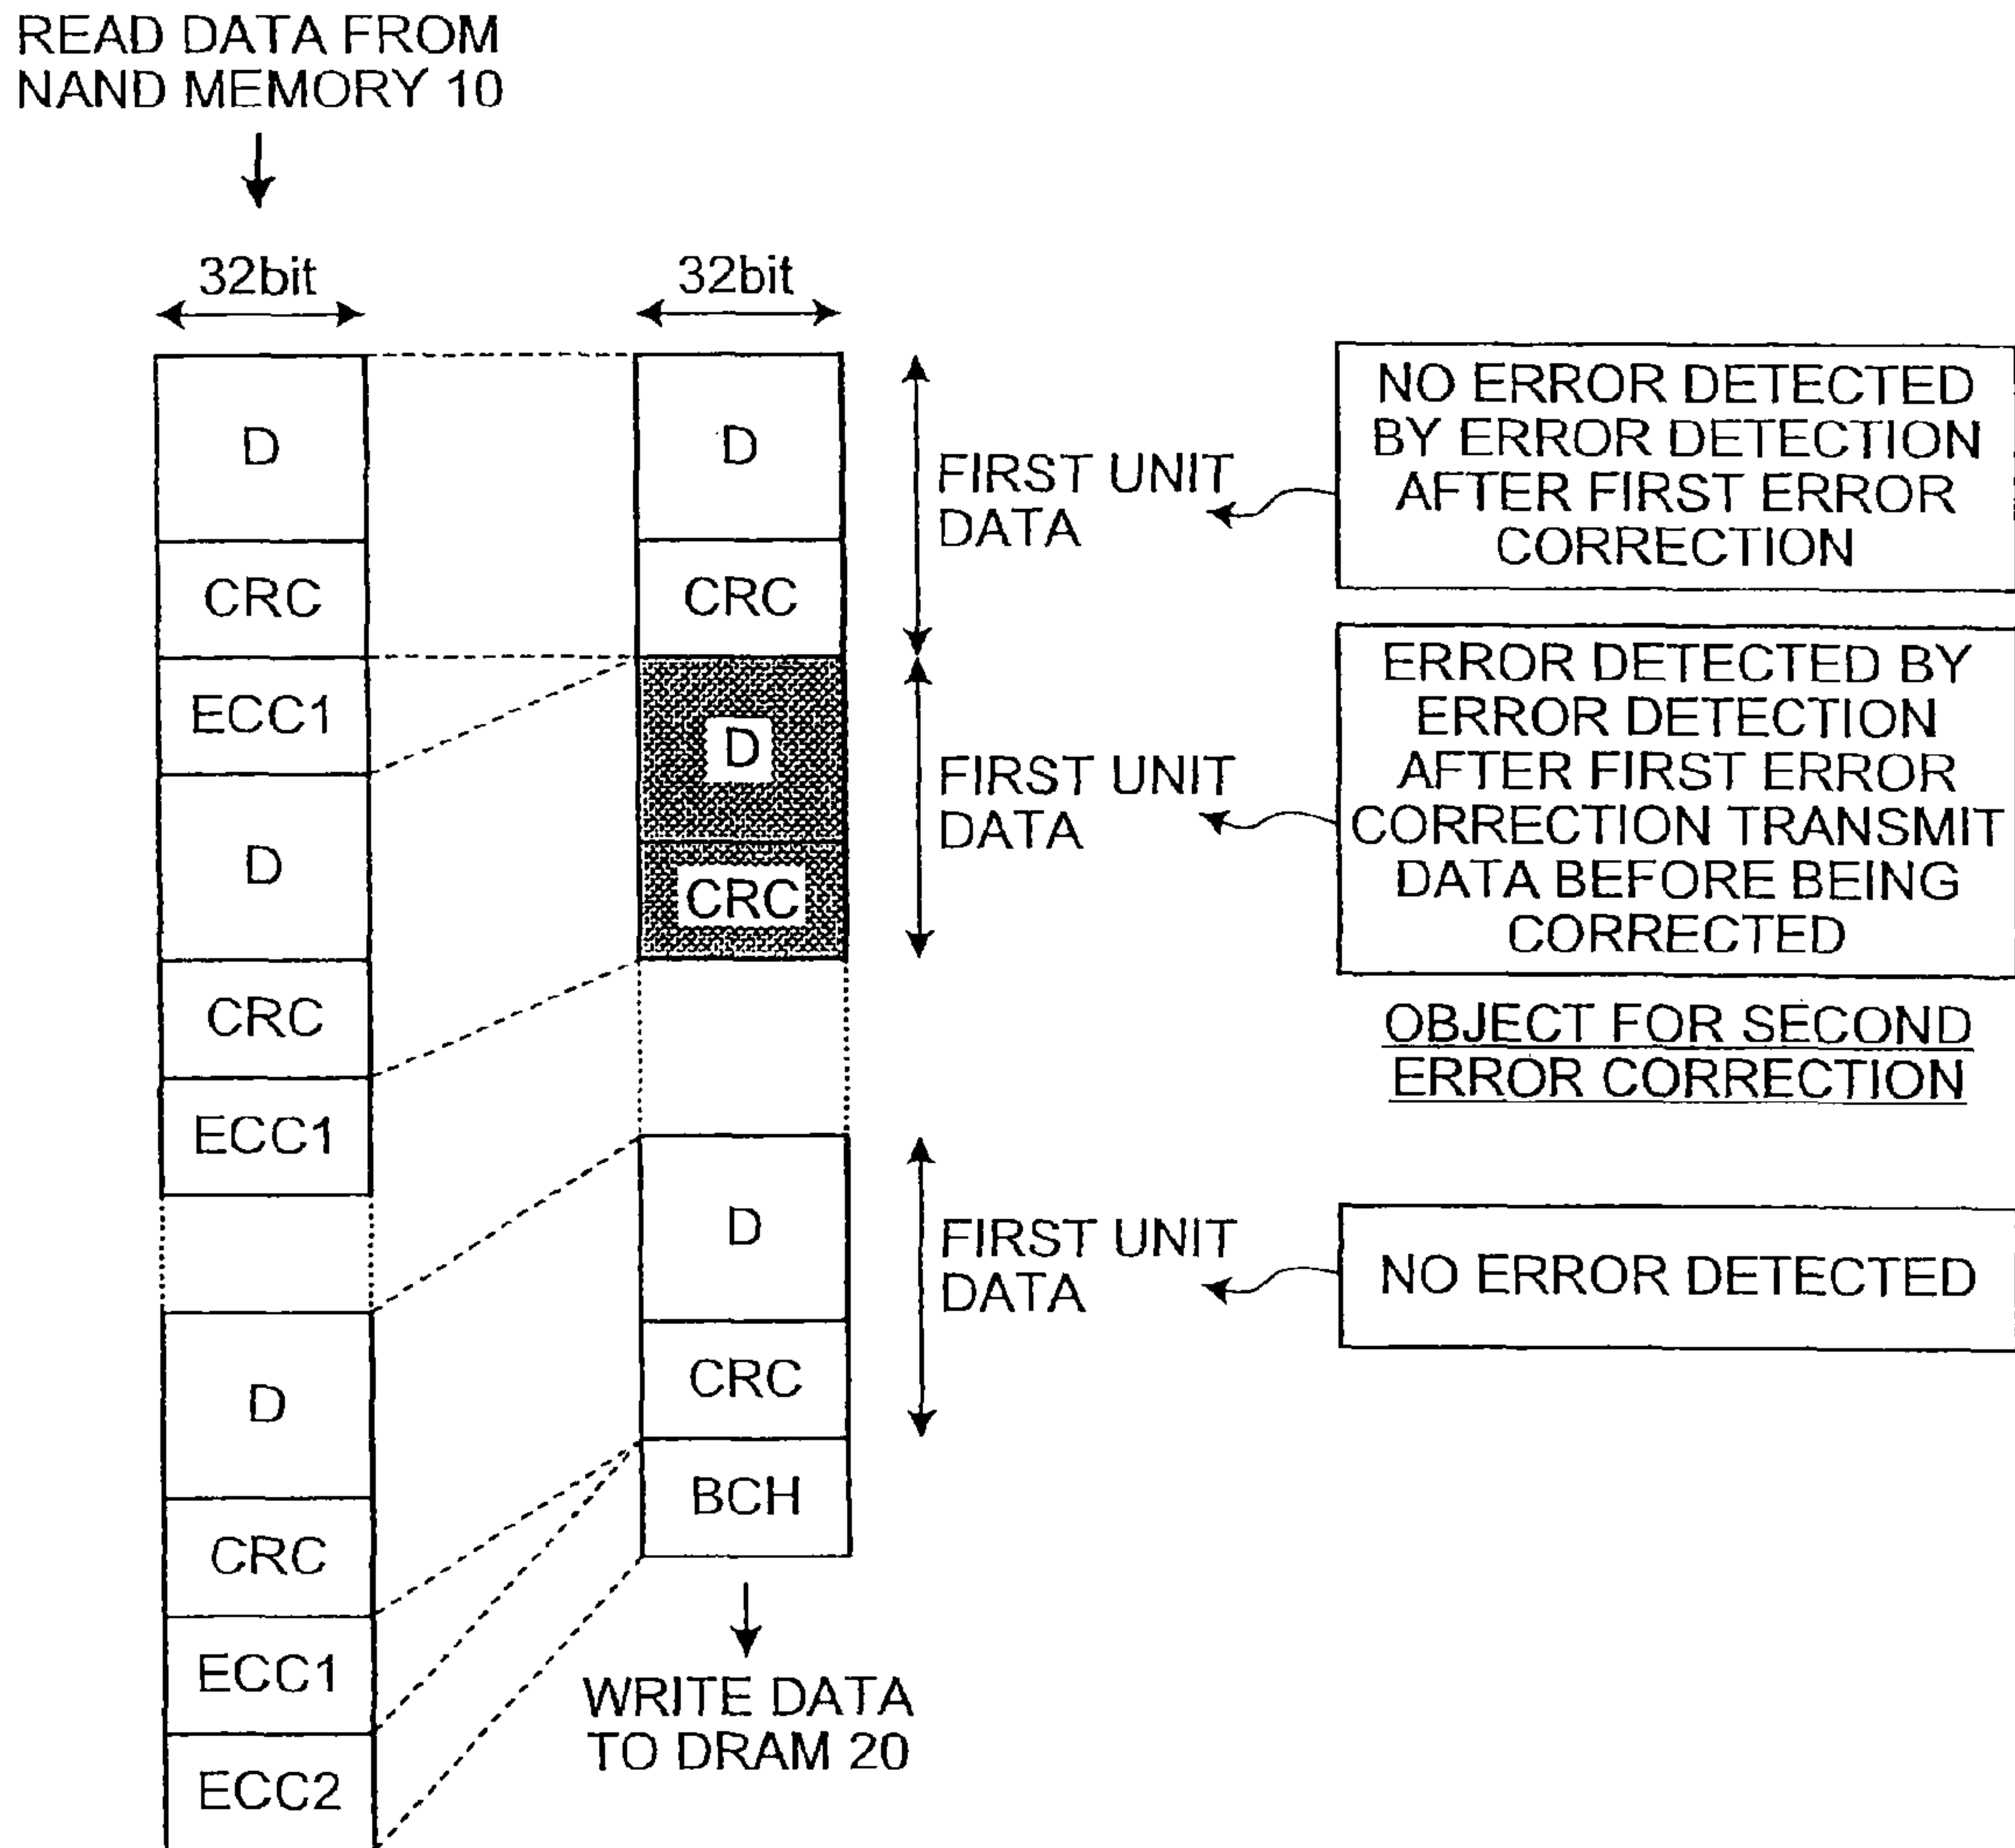 READ DATA FROM
NAND MEMORY 10
32bit
32bit
D
CRC
ECC1
D
CRC
ECC1
D
CRC
ECC1
ECC2
D
CRC
D
CRC
D
CRC
BCH
WRITE DATA
TO DRAM 20
FIRST UNIT
DATA
FIRST UNIT
DATA
FIRST UNIT
DATA
NO ERROR DETECTED
BY ERROR DETECTION
AFTER FIRST ERROR
CORRECTION
ERROR DETECTED BY
ERROR DETECTION
AFTER FIRST ERROR
CORRECTION TRANSMIT
DATA BEFORE BEING
CORRECTED
OBJECT FOR SECOND
ERROR CORRECTION
NO ERROR DETECTED